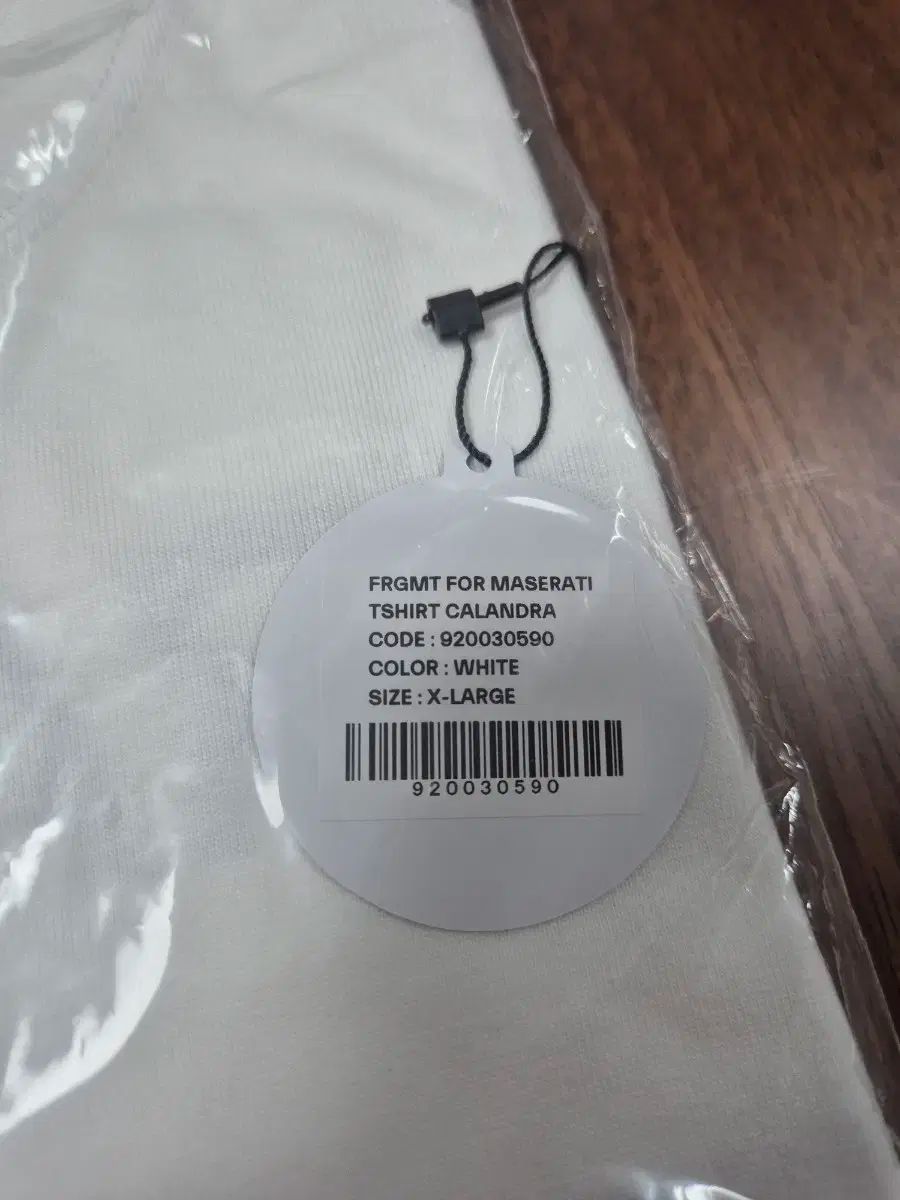 FRGMT FOR MASERATI
TSHIRT CALANDRA
CODE : 920030590
COLOR : WHITE
SIZE : X-LARGE
920030590